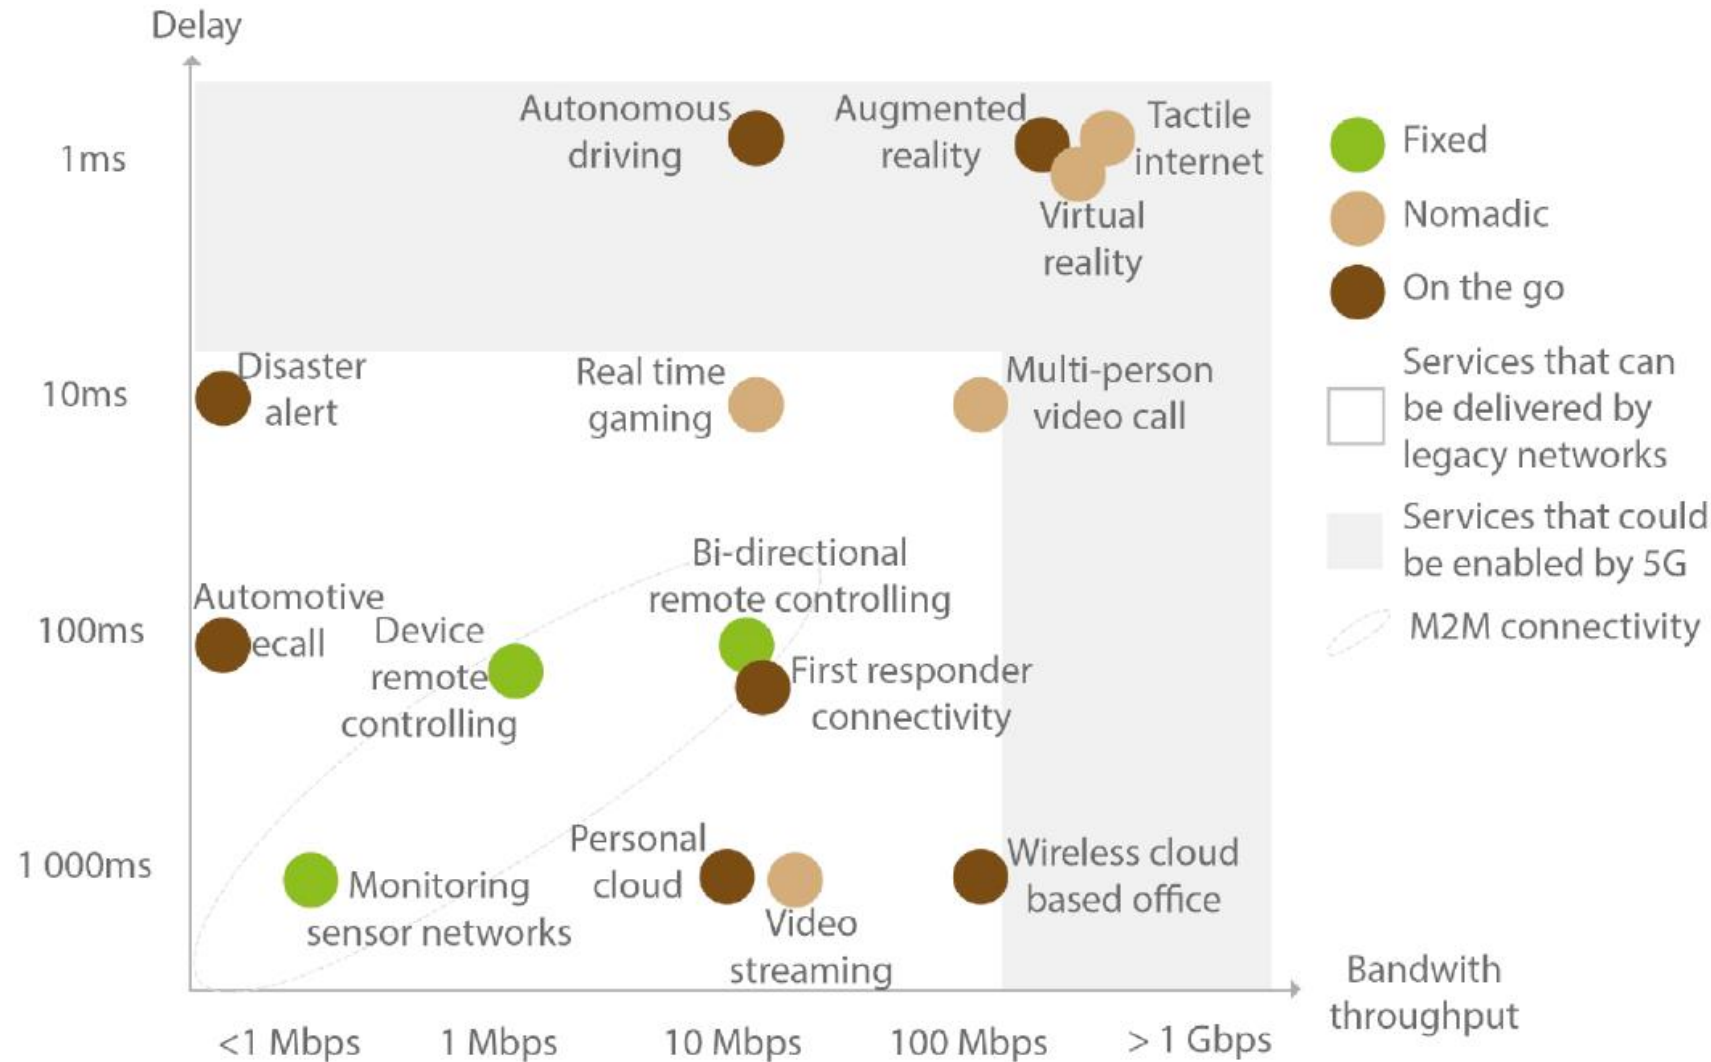 Delay
1ms
10ms
100ms
1 000ms
Autonomous
driving
Augmented
reality
Tactile
internet
Virtual
reality
Disaster
alert
Real time
gaming
Multi-person
video call
Automotive
ecall
Device
remote
controlling
Bi-directional
remote controlling
First responder
connectivity
Monitoring
sensor networks
Personal
cloud
Video
streaming
Wireless cloud
based office
<1 Mbps
1 Mbps
10 Mbps
100 Mbps
> 1 Gbps
Bandwith
throughput
Fixed
Nomadic
On the go
Services that can
be delivered by
legacy networks
Services that could
be enabled by 5G
M2M connectivity